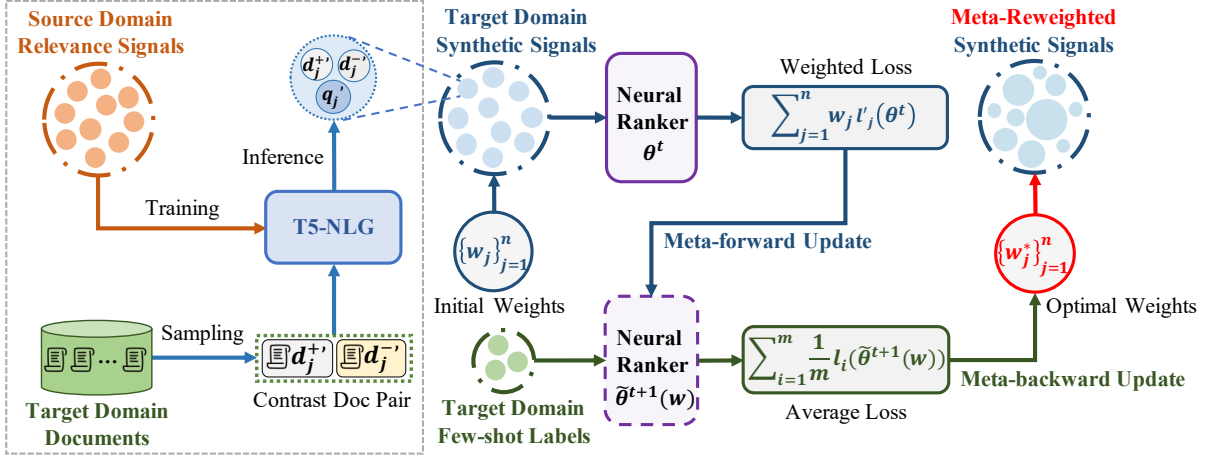 Source Domain
Relevance Signals
d_j^{+'} d_j^{-'}
q_j'
Inference
Training
T5-NLG
Sampling
... 
d_j^{+'} d_j^{-'}
Contrast Doc Pair
Target Domain
Documents
Target Domain
Synthetic Signals
{w_j}_{j=1}^n
Initial Weights
Neural
Ranker
θ^t
Weighted Loss
∑_{j=1}^n w_j l'_j(θ^t)
Meta-forward Update
Target Domain
Few-shot Labels
Neural
Ranker
θ̃^{t+1}(w)
∑_{i=1}^m \frac{1}{m} l_i(θ̃^{t+1}(w))
Average Loss
Meta-backward Update
Meta-Reweighted
Synthetic Signals
{w_j^*}_{j=1}^n
Optimal Weights